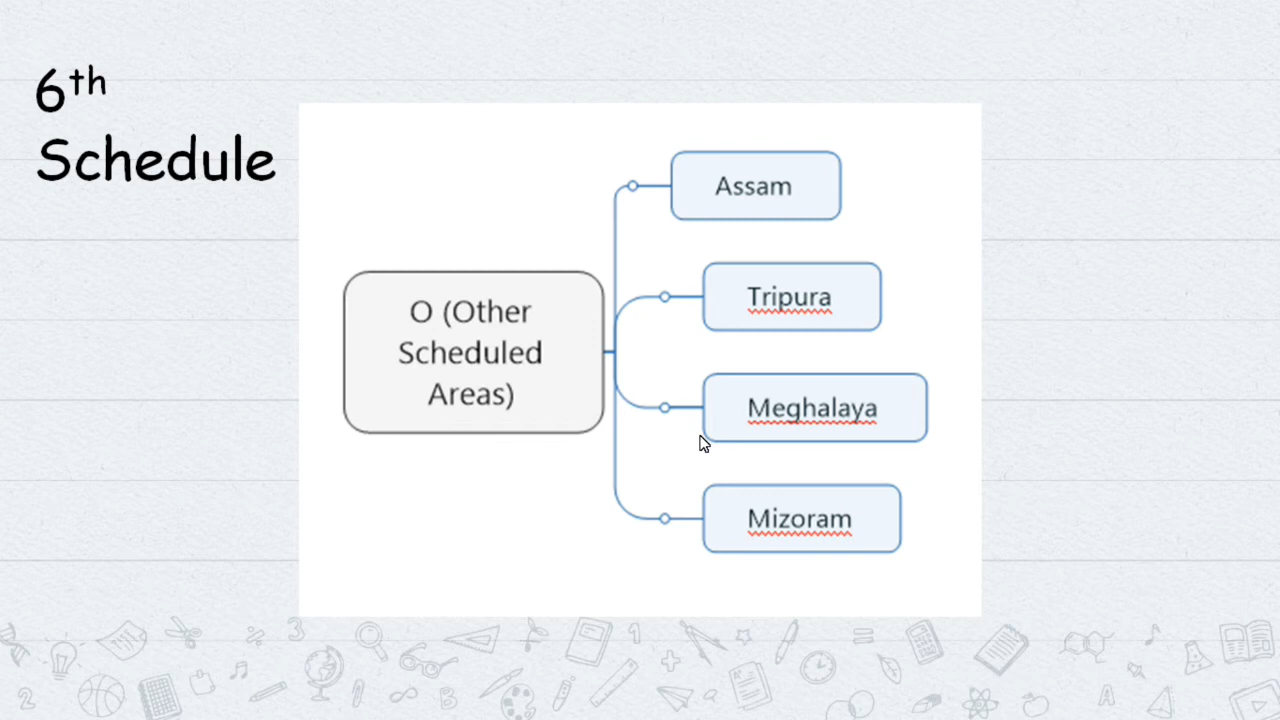 6th
Schedule
O (Other
Scheduled
Areas)
Assam
Tripura
Meghalaya
Mizoram